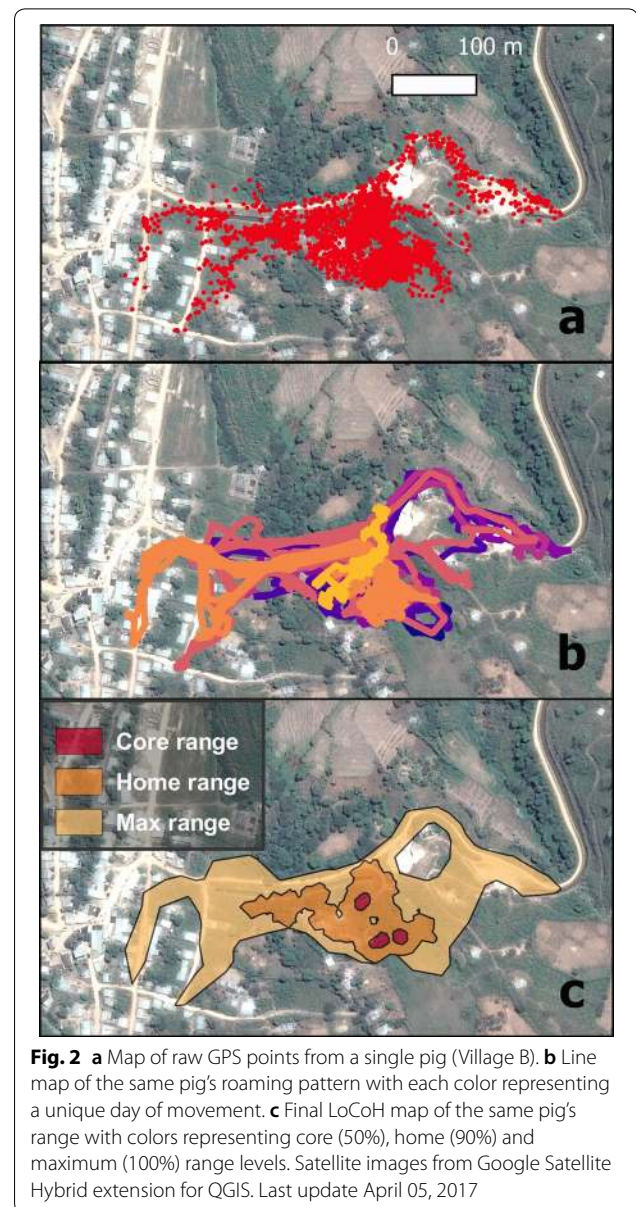 0 100 m
a
b
Core range
Home range
Max range
c
Fig. 2 a Map of raw GPS points from a single pig (Village B). b Line
map of the same pig's roaming pattern with each color representing
a unique day of movement. c Final LoCoH map of the same pig's
range with colors representing core (50%), home (90%) and
maximum (100%) range levels. Satellite images from Google Satellite
Hybrid extension for QGIS. Last update April 05, 2017